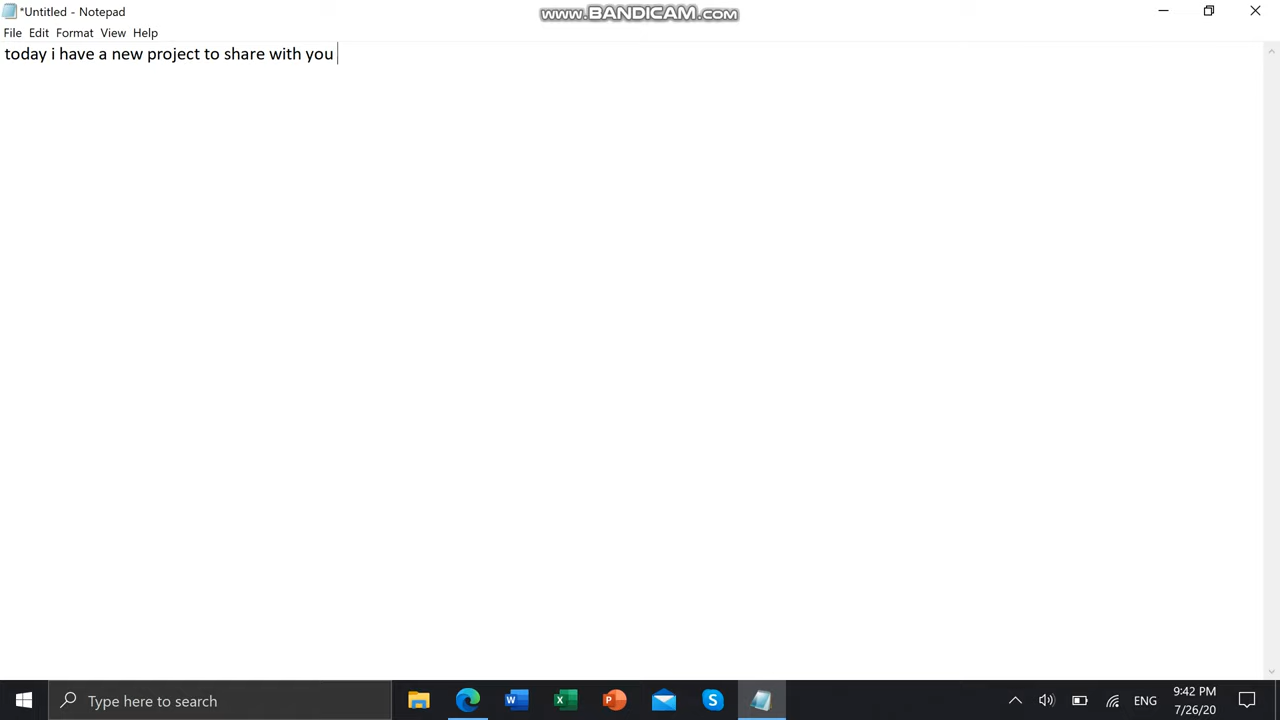 *Untitled - Notepad
www.BANDICAM.com
File Edit Format View Help
today i have a new project to share with you
Type here to search
ENG
9:42 PM
7/26/20